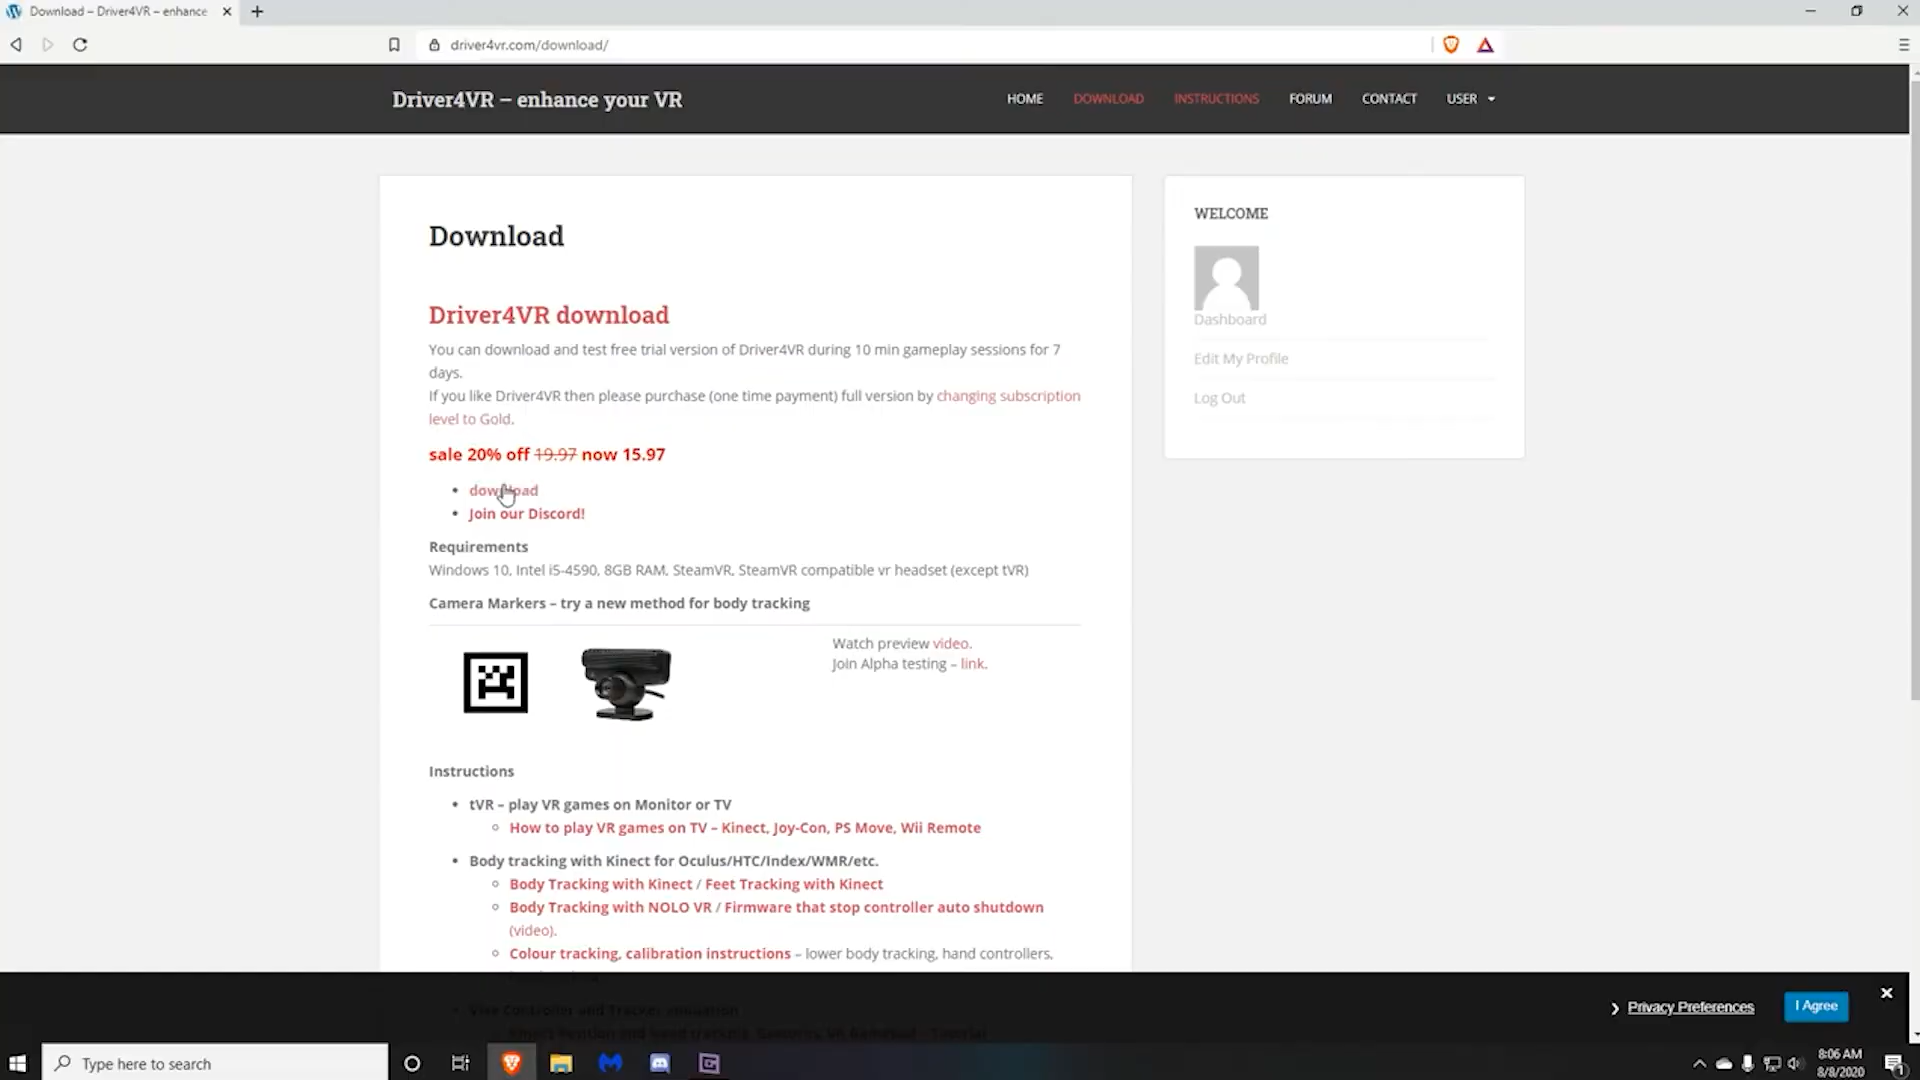 Download – Driver4VR – enhance
driver4vr.com/download/
Driver4VR – enhance your VR
HOME DOWNLOAD INSTRUCTIONS FORUM CONTACT USER
Download
Driver4VR download
You can download and test free trial version of Driver4VR during 10 min gameplay sessions for 7
days.
If you like Driver4VR then please purchase (one time payment) full version by changing subscription
level to Gold.
sale 20% off 19.97 now 15.97
download
Join our Discord!
Requirements
Windows 10, Intel i5-4590, 8GB RAM, SteamVR, SteamVR compatible vr headset (except tVR)
Camera Markers – try a new method for body tracking
Watch preview video.
Join Alpha testing – link.
Instructions
tVR – play VR games on Monitor or TV
How to play VR games on TV – Kinect, Joy-Con, PS Move, Wii Remote
Body tracking with Kinect for Oculus/HTC/Index/WMR/etc.
Body Tracking with Kinect / Feet Tracking with Kinect
Body Tracking with NOLO VR / Firmware that stop controller auto shutdown
(video).
Colour tracking, calibration instructions – lower body tracking, hand controllers,
Vive Controller and Tracker emulation
WELCOME
Dashboard
Edit My Profile
Log Out
Privacy Preferences
I Agree
Type here to search
8:06 AM
8/8/2020
1